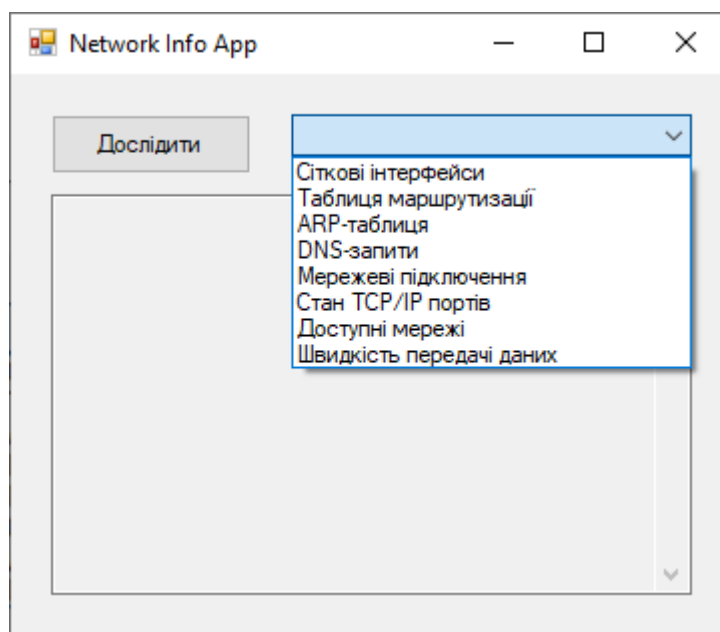 Network Info App
Дослідити
Сіткові інтерфейси
Таблиця маршрутизації
ARP-таблиця
DNS-запити
Мережеві підключення
Стан TCP/IP портів
Доступні мережі
Швидкість передачі даних